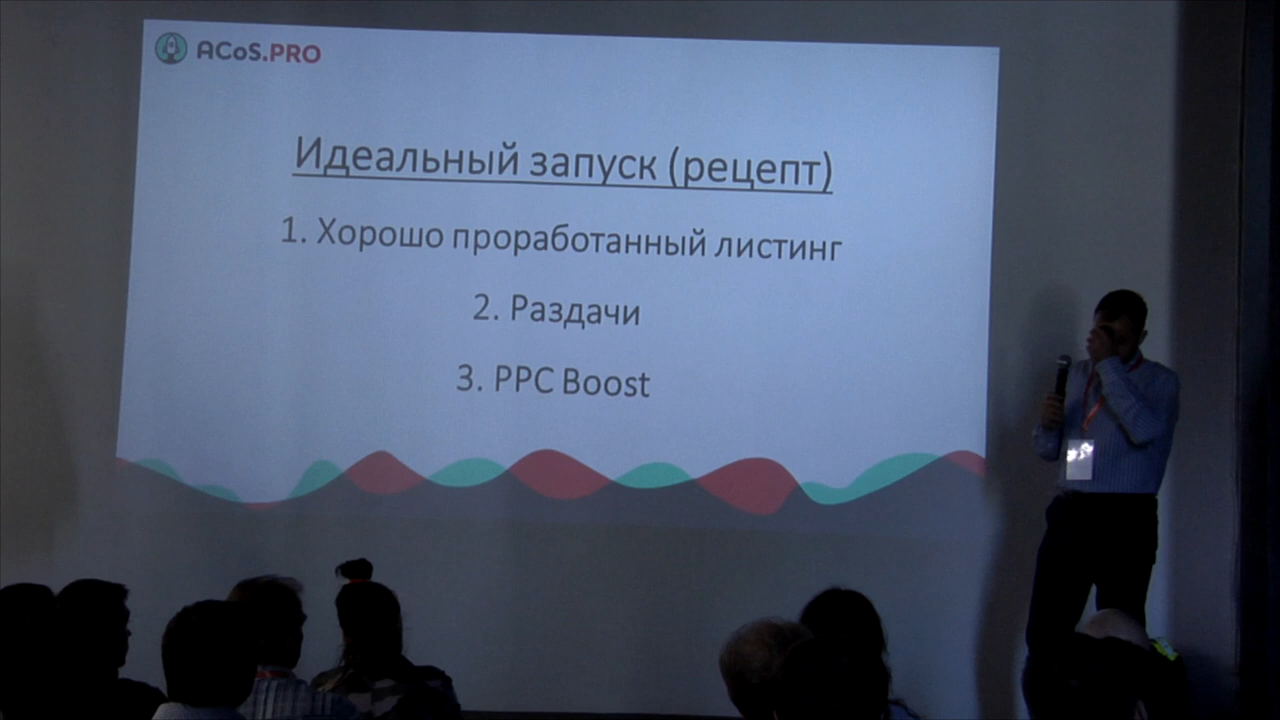 ACoS.PRO
Идеальный запуск (рецепт)
1. Хорошо проработанный листинг
2. Раздачи
3. PPC Boost